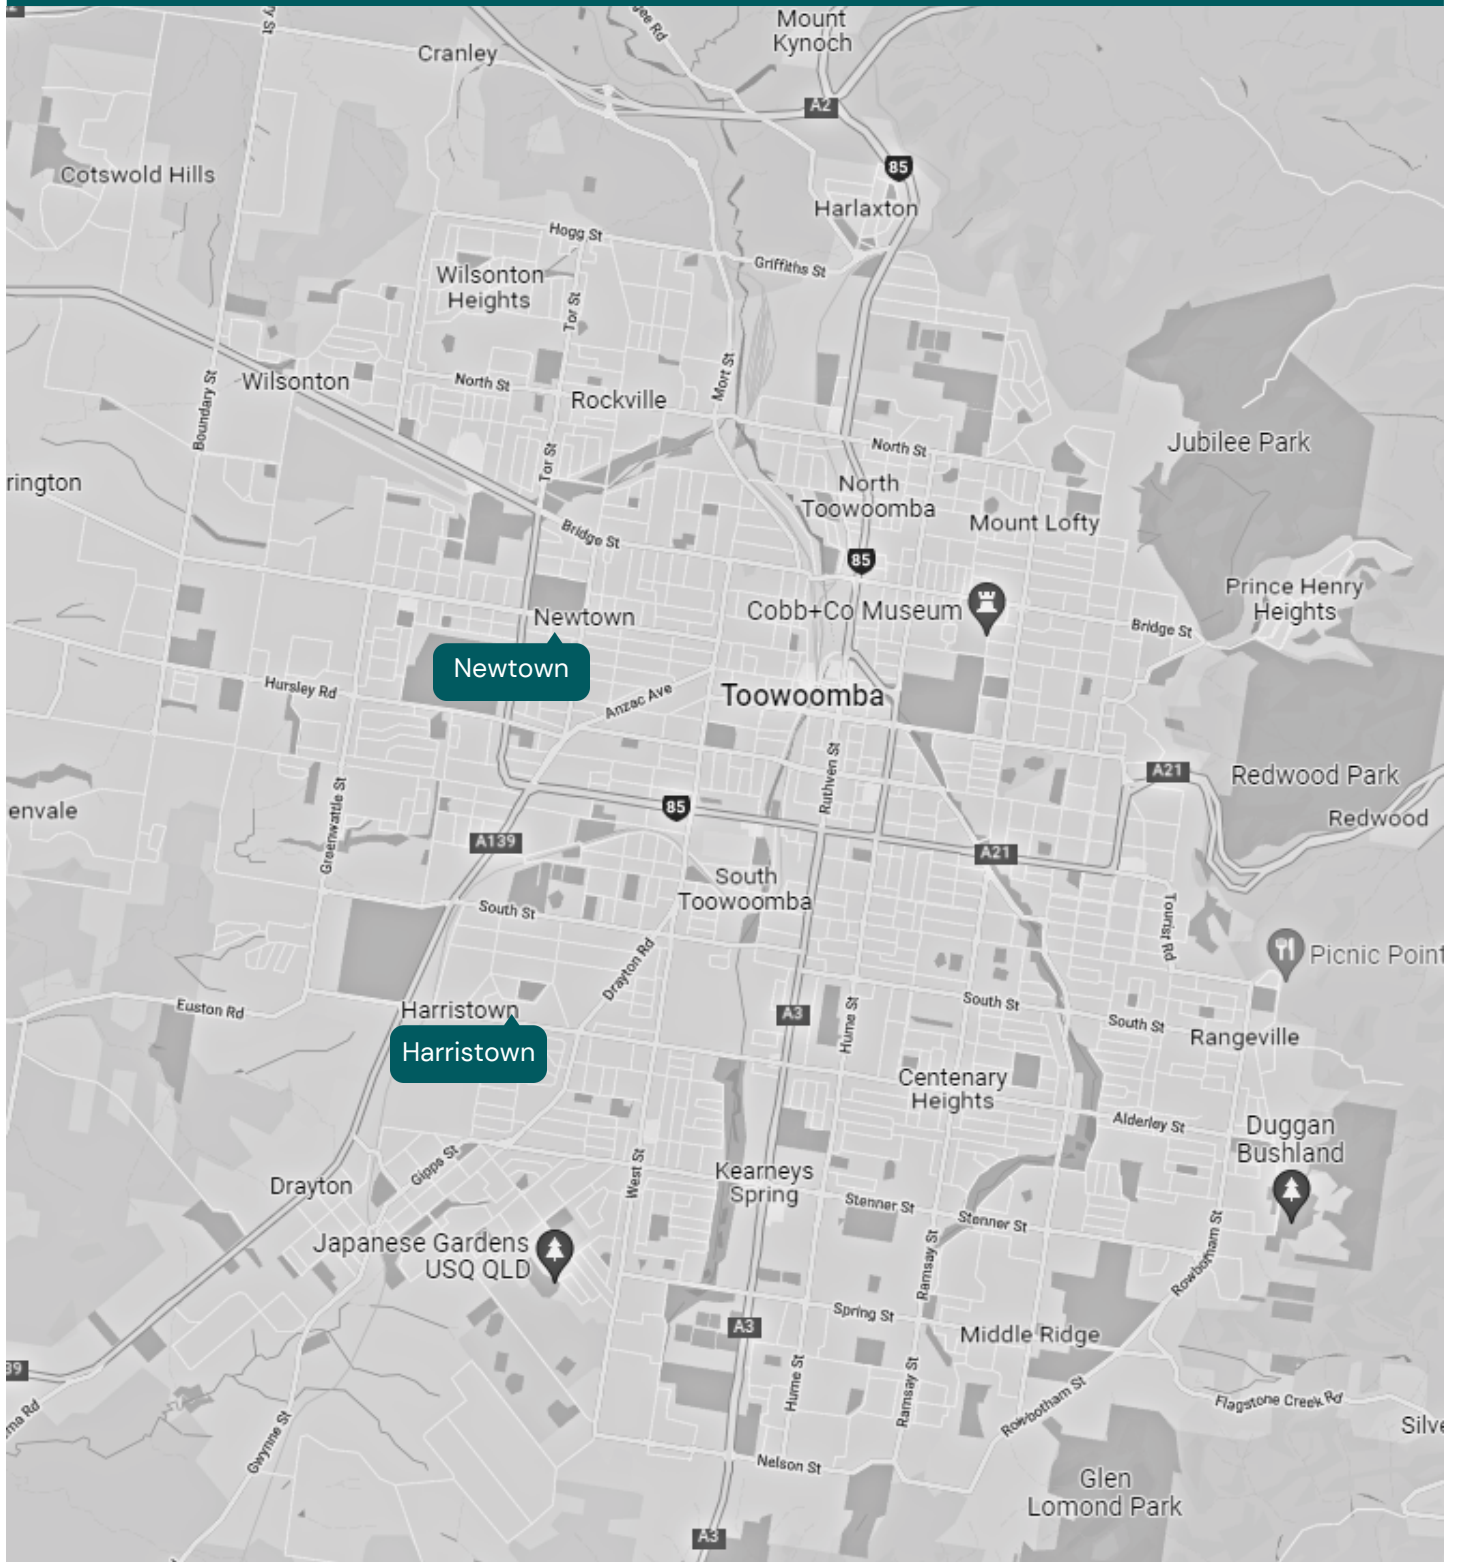 Mount
Kynoch
Cranley
A2
85
Cotswold Hills
Harlaxton
Hogg St
Griffiths St
Wilsonton
Heights
Tor St
Mort St
Wilsonton
North St
Rockville
Boundary St
Jubilee Park
North St
Tor St
rington
North
Toowoomba
Mount Lofty
Bridge St
85
Prince Henry
Heights
Cobb+Co Museum
Newtown
Bridge St
Newtown
Hursley Rd
Anzac Ave
Toowoomba
Ruthven St
A21
Redwood Park
Greenwattle St
85
envale
Redwood
A139
A21
South
Toowoomba
South St
Tourist Rd
Drayton Rd
Picnic Point
Euston Rd
Harristown
A3
Hume St
South St
South St
Rangeville
Harristown
Centenary
Heights
Alderley St
Duggan
Bushland
Gipps St
West St
Kearneys
Spring
Drayton
Stenner St
Stenner St
Japanese Gardens
USQ QLD
Ramsay St
Rowbotham St
Spring St
A3
Middle Ridge
39
Hume St
Ramsay St
Rowbotham St
Flagstone Creek Rd
ma Rd
Silve
Gwynne St
Nelson St
Glen
Lomond Park
A3